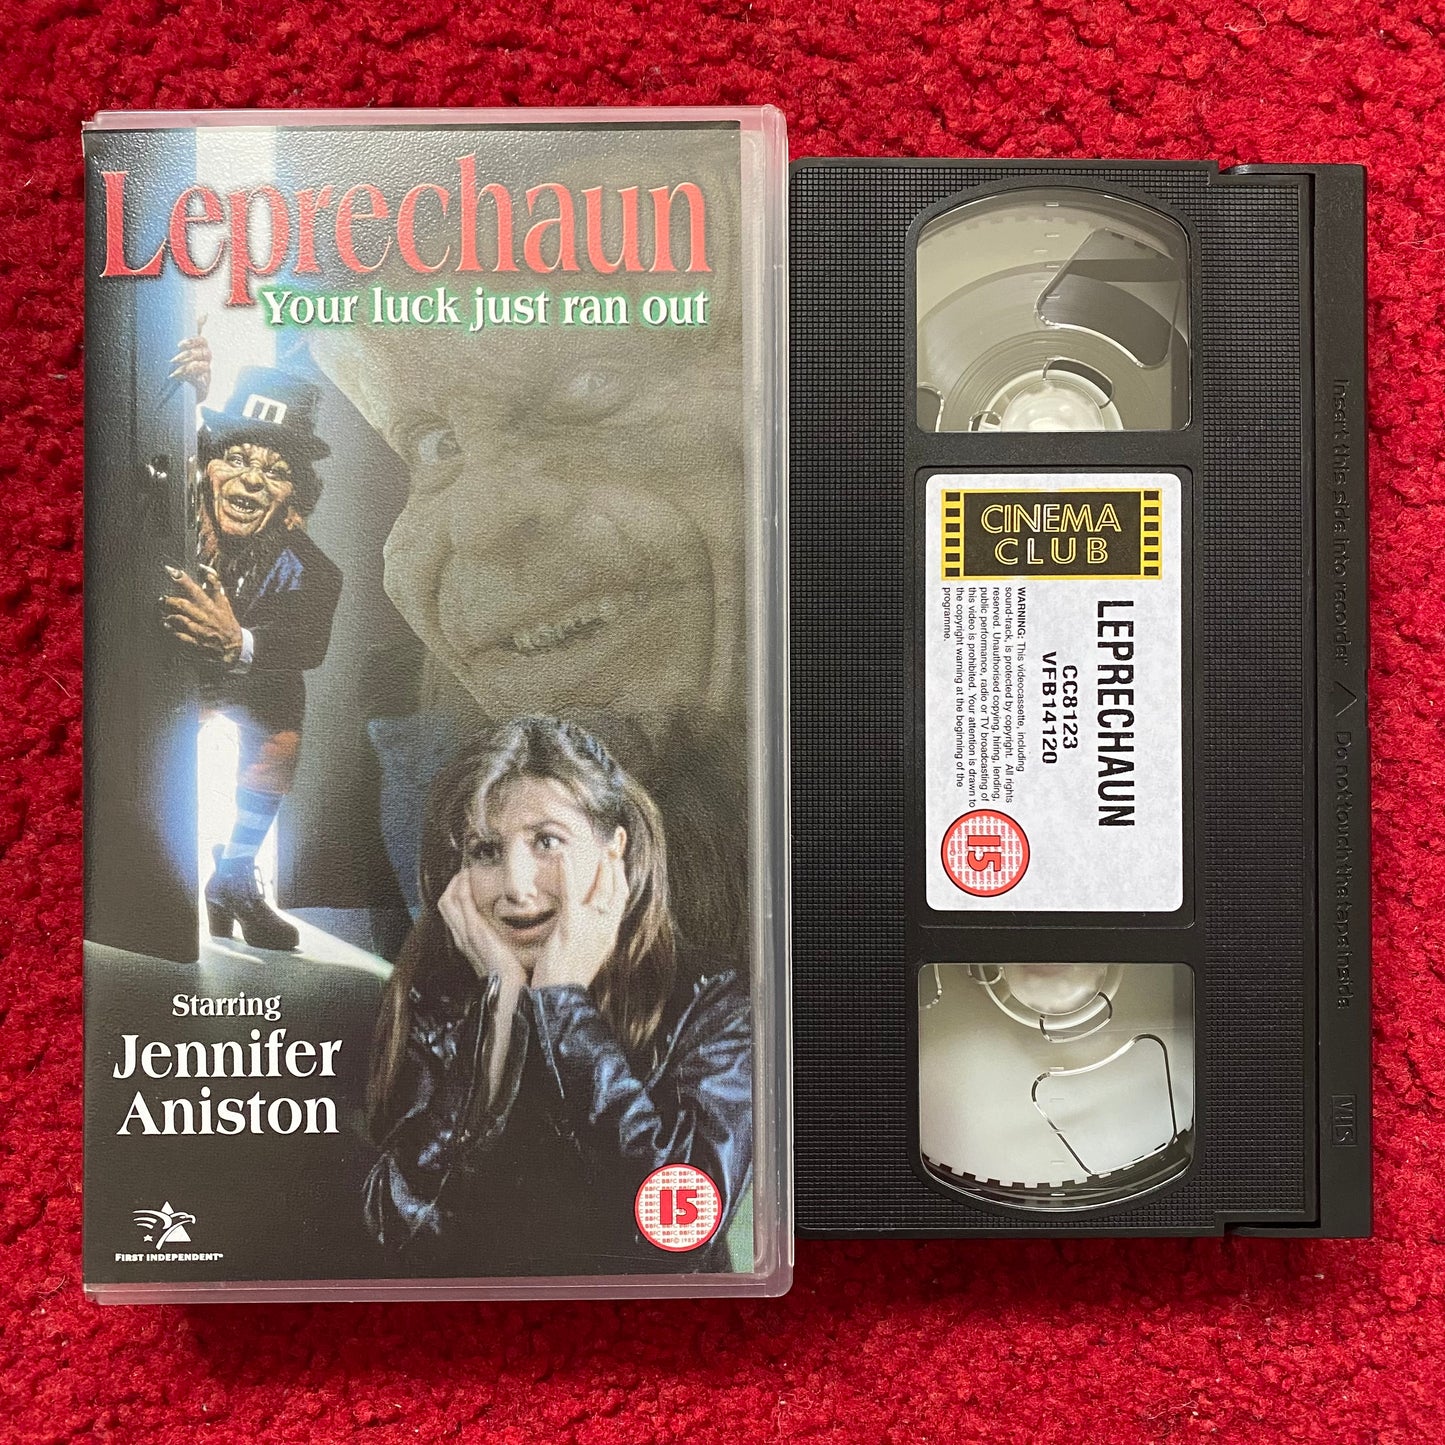 Leprechaun
Your luck just ran out
Starring
Jennifer
Aniston
FIRST INDEPENDENT
15
CINEMA
CLUB
LEPRECHAUN
CC8123
VFB14120
WARNING: This videocassette, including
sound-track, is protected by copyright. All rights
reserved. Unauthorised copying, hiring, lending,
public performance, radio or TV broadcasting of
this video is prohibited. Your attention is drawn to
the copyright warning at the beginning of the
programme.
15
Insert this side into recorder △ Do not touch the tape inside
VHS